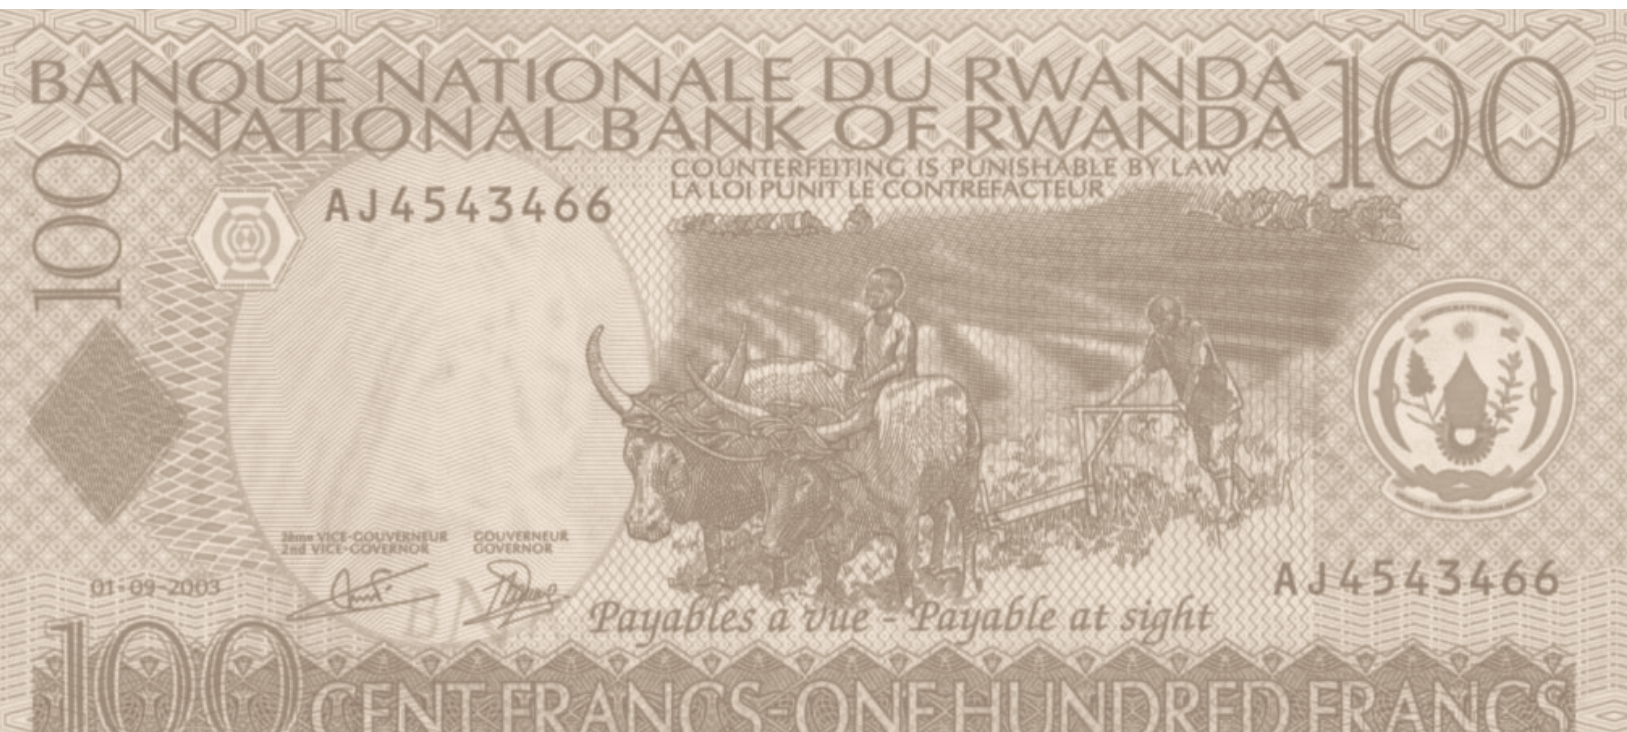 BANQUE NATIONALE DU RWANDA 100
NATIONAL BANK OF RWANDA
COUNTERFEITING IS PUNISHABLE BY LAW
LA LOI PUNIT LE CONTREFACTEUR
100
AJ4543466
2ème VICE-GOUVERNEUR GOUVERNEUR
2nd VICE-GOVERNOR GOVERNOR
AJ4543466
01-09-2003
BN
Payables à vue - Payable at sight
100 CENT FRANCS-ONE HUNDRED FRANCS